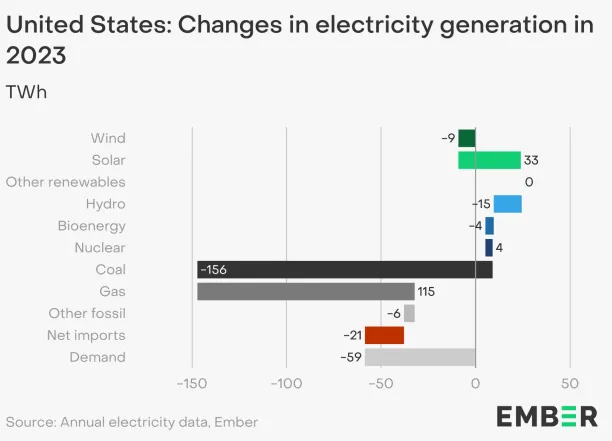 United States: Changes in electricity generation in
2023
TWh
Wind −9
Solar 33
Other renewables 0
Hydro −15
Bioenergy −4
Nuclear 4
Coal −156
Gas 115
Other fossil −6
Net imports −21
Demand −59
−150 −100 −50 0 50
Source: Annual electricity data, Ember
EMBER